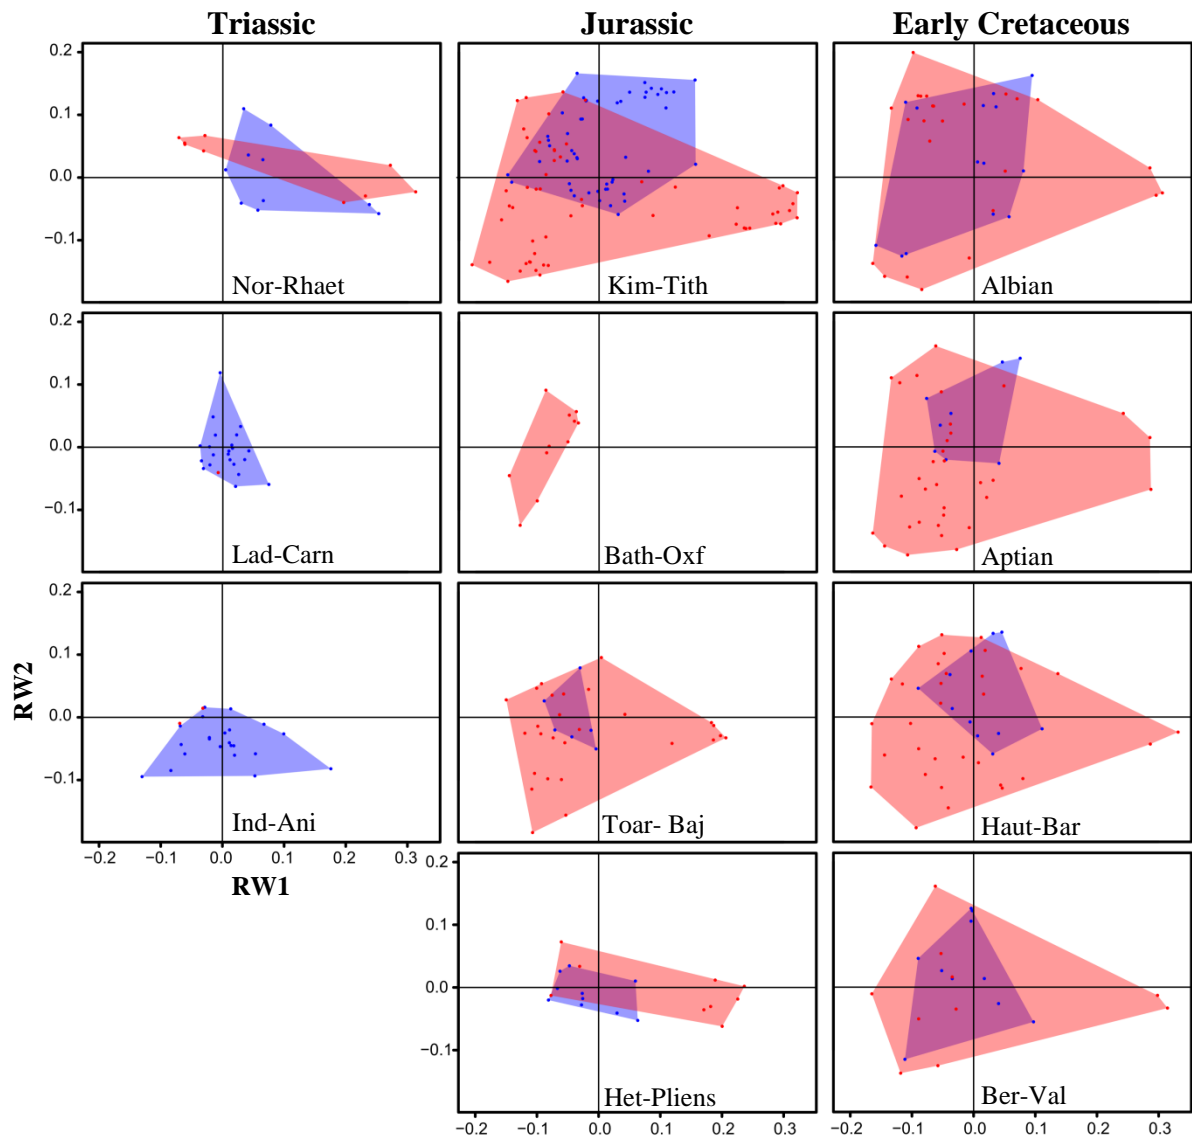 Triassic Jurassic Early Cretaceous
0.2
0.1
0.0
−0.1
Nor-Rhaet Kim-Tith Albian
0.2
0.1
0.0
−0.1
Lad-Carn Bath-Oxf Aptian
0.2
0.1
0.0
−0.1
RW2
Ind-Ani Toar- Baj Haut-Bar
−0.2 −0.1 0.0 0.1 0.2 0.3
RW1
0.2
0.1
0.0
−0.1
Het-Pliens Ber-Val
−0.2 −0.1 0.0 0.1 0.2 0.3 −0.2 −0.1 0.0 0.1 0.2 0.3